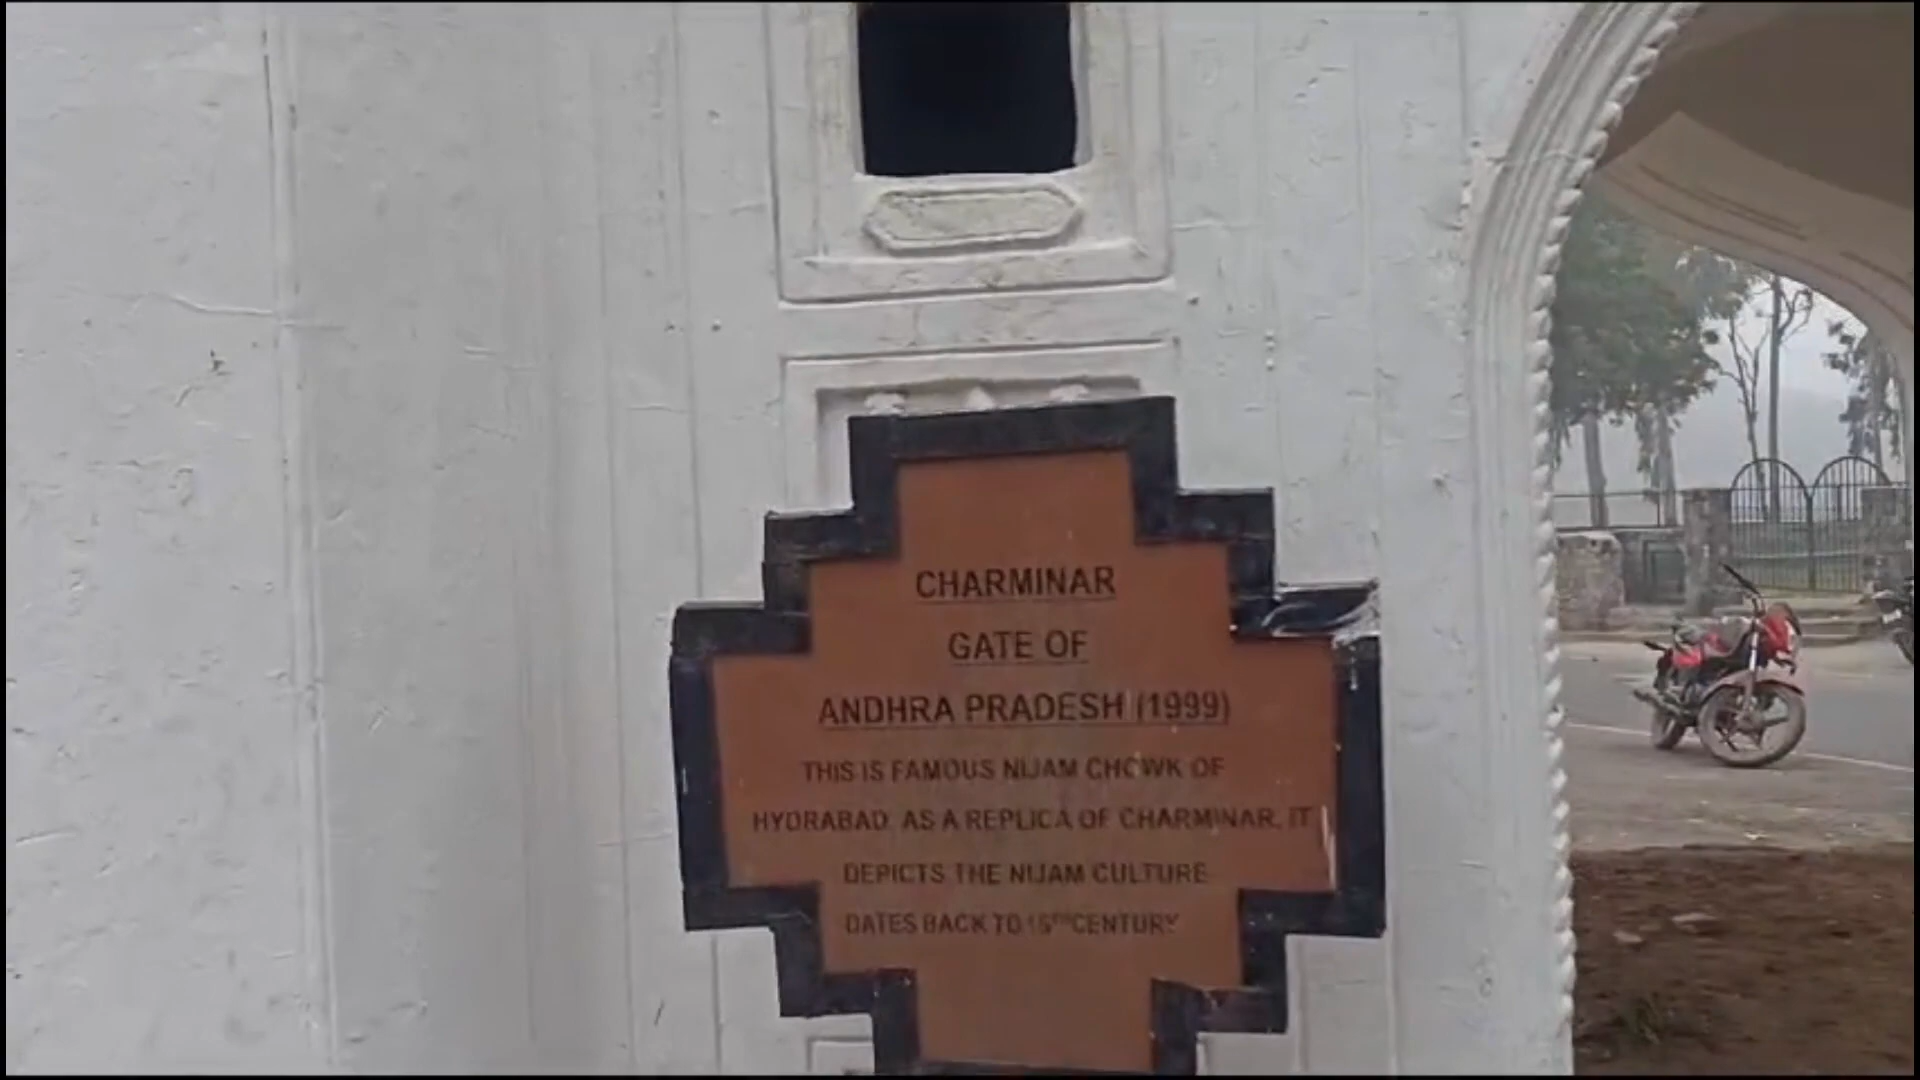 CHARMINAR
GATE OF
ANDHRA PRADESH (1999)
THIS IS FAMOUS NIJAM CHOWK OF
HYDRABAD. AS A REPLICA OF CHARMINAR, IT
DEPICTS THE NIJAM CULTURE
DATES BACK TO 16TH CENTURY